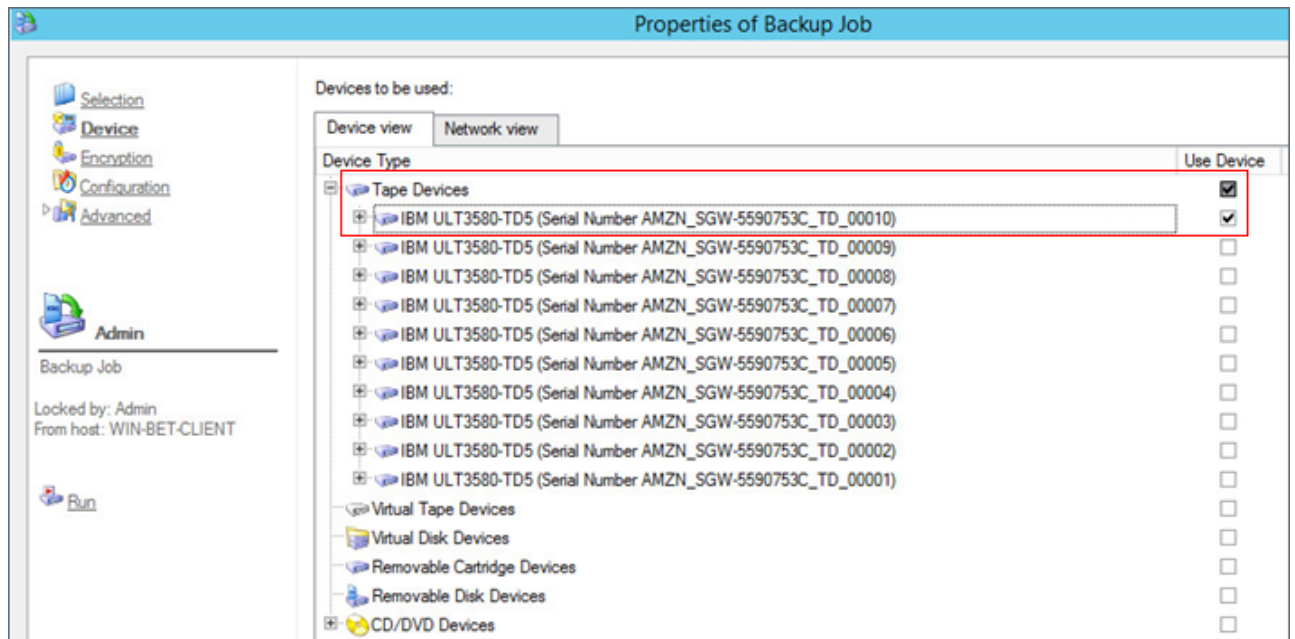 Properties of Backup Job
Selection
Device
Encryption
Configuration
Advanced
Admin
Backup Job
Locked by: Admin
From host: WIN-BET-CLIENT
Run
Devices to be used:
Device view Network view
Device Type Use Device
Tape Devices
IBM ULT3580-TD5 (Serial Number AMZN_SGW-5590753C_TD_00010)
IBM ULT3580-TD5 (Serial Number AMZN_SGW-5590753C_TD_00009)
IBM ULT3580-TD5 (Serial Number AMZN_SGW-5590753C_TD_00008)
IBM ULT3580-TD5 (Serial Number AMZN_SGW-5590753C_TD_00007)
IBM ULT3580-TD5 (Serial Number AMZN_SGW-5590753C_TD_00006)
IBM ULT3580-TD5 (Serial Number AMZN_SGW-5590753C_TD_00005)
IBM ULT3580-TD5 (Serial Number AMZN_SGW-5590753C_TD_00004)
IBM ULT3580-TD5 (Serial Number AMZN_SGW-5590753C_TD_00003)
IBM ULT3580-TD5 (Serial Number AMZN_SGW-5590753C_TD_00002)
IBM ULT3580-TD5 (Serial Number AMZN_SGW-5590753C_TD_00001)
Virtual Tape Devices
Virtual Disk Devices
Removable Cartridge Devices
Removable Disk Devices
CD/DVD Devices